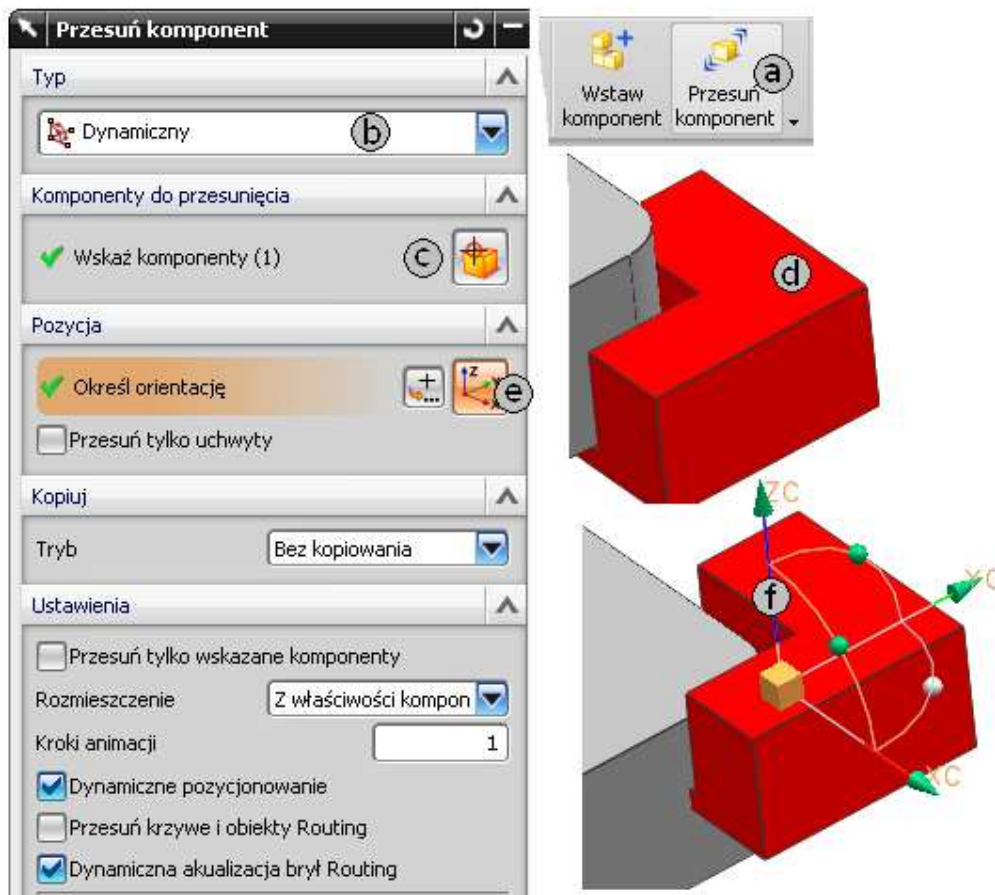 Przesuń komponent
Typ
Dynamiczny
b
Komponenty do przesunięcia
Wskaż komponenty (1)
c
Pozycja
Określ orientację
Z
e
Przesuń tylko uchwyty
Kopiuj
Tryb
Bez kopiowania
Ustawienia
Przesuń tylko wskazane komponenty
Rozmieszczenie
Z właściwości kompon
Kroki animacji
1
Dynamiczne pozycjonowanie
Przesuń krzywe i obiekty Routing
Dynamiczna akualizacja brył Routing
Wstaw
komponent
Przesuń
komponent
a
d
ZC
f
XC